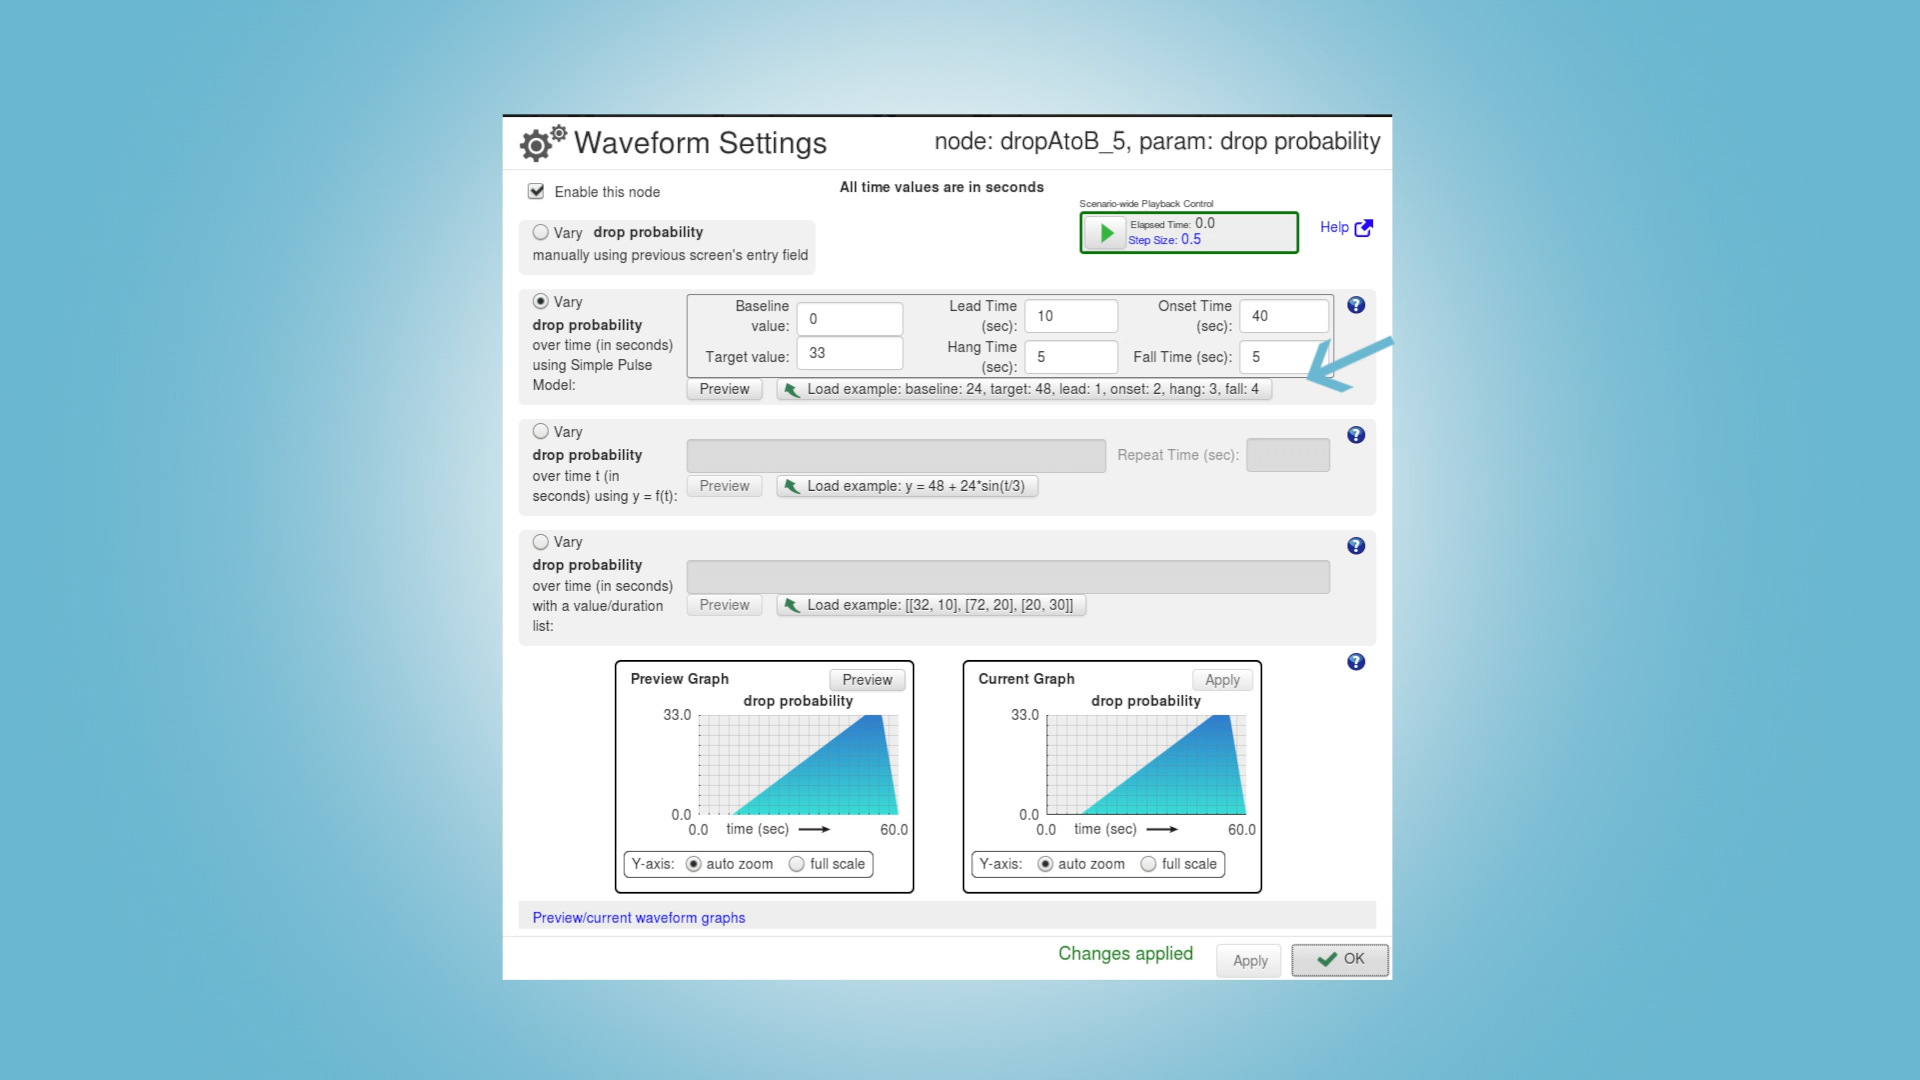 Waveform Settings
node: dropAtoB_5, param: drop probability
Enable this node
All time values are in seconds
Scenario-wide Playback Control
Elapsed Time: 0.0
Step Size: 0.5
Help
Vary drop probability
manually using previous screen's entry field
Vary
drop probability
over time (in seconds)
using Simple Pulse
Model:
Baseline
value:
0
Lead Time
(sec):
10
Onset Time
(sec):
40
Target value:
33
Hang Time
(sec):
5
Fall Time (sec):
5
Preview
Load example: baseline: 24, target: 48, lead: 1, onset: 2, hang: 3, fall: 4
?
Vary
drop probability
over time t (in
seconds) using y = f(t):
Repeat Time (sec):
Preview
Load example: y = 48 + 24*sin(t/3)
?
Vary
drop probability
over time (in seconds)
with a value/duration
list:
Preview
Load example: [[32, 10], [72, 20], [20, 30]]
?
Preview Graph
Preview
drop probability
33.0
0.0
0.0
time (sec)
60.0
Y-axis: auto zoom full scale
Current Graph
Apply
drop probability
33.0
0.0
0.0
time (sec)
60.0
Y-axis: auto zoom full scale
?
Preview/current waveform graphs
Changes applied
Apply
OK